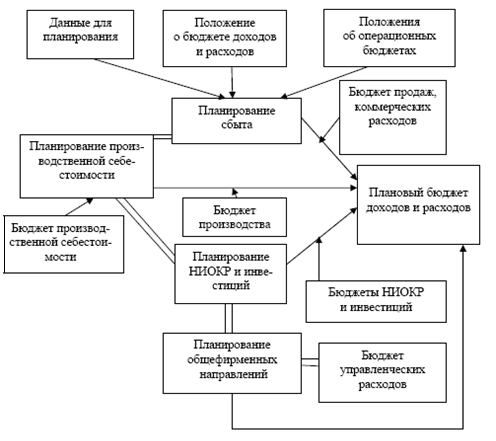 Данные для
планирования
Положение
о бюджете доходов
и расходов
Положения
об операционных
бюджетах
Планирование
сбыта
Бюджет продаж,
коммерческих
расходов
Планирование произ-
водственной себе-
стоимости
Плановый бюджет
доходов и расходов
Бюджет
производства
Бюджет производ-
ственной себестои-
мости
Планирование
НИОКР и инве-
стиций
Бюджеты НИОКР
и инвестиций
Планирование
общефирменных
направлений
Бюджет
управленческих
расходов